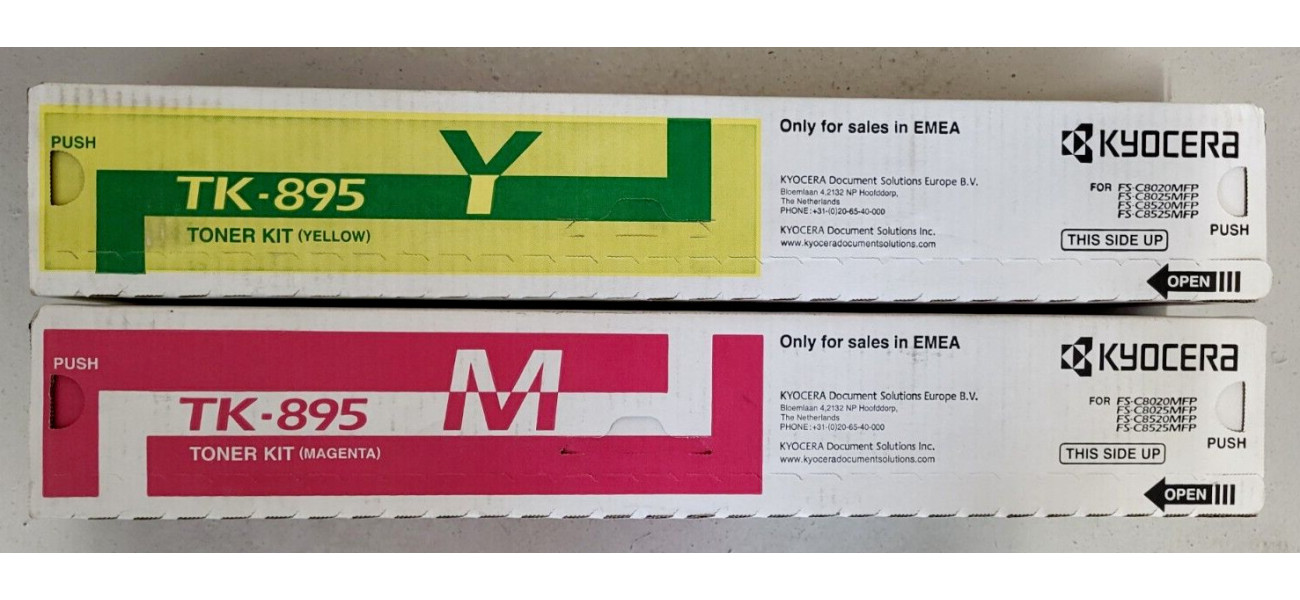 PUSH
Y
TK-895
TONER KIT (YELLOW)
Only for sales in EMEA
KYOCERA Document Solutions Europe B.V.
Bloemlaan 4,2132 NP Hoofddorp,
The Netherlands
PHONE:+31-(0)20-65-40-000
KYOCERA Document Solutions Inc.
www.kyoceradocumentsolutions.com
KYOCERA
FOR FS-C8020MFP
FS-C8025MFP
FS-C8520MFP
FS-C8525MFP
PUSH
THIS SIDE UP
OPEN
PUSH
M
TK-895
TONER KIT (MAGENTA)
Only for sales in EMEA
KYOCERA Document Solutions Europe B.V.
Bloemlaan 4,2132 NP Hoofddorp,
The Netherlands
PHONE:+31-(0)20-65-40-000
KYOCERA Document Solutions Inc.
www.kyoceradocumentsolutions.com
KYOCERA
FOR FS-C8020MFP
FS-C8025MFP
FS-C8520MFP
FS-C8525MFP
PUSH
THIS SIDE UP
OPEN